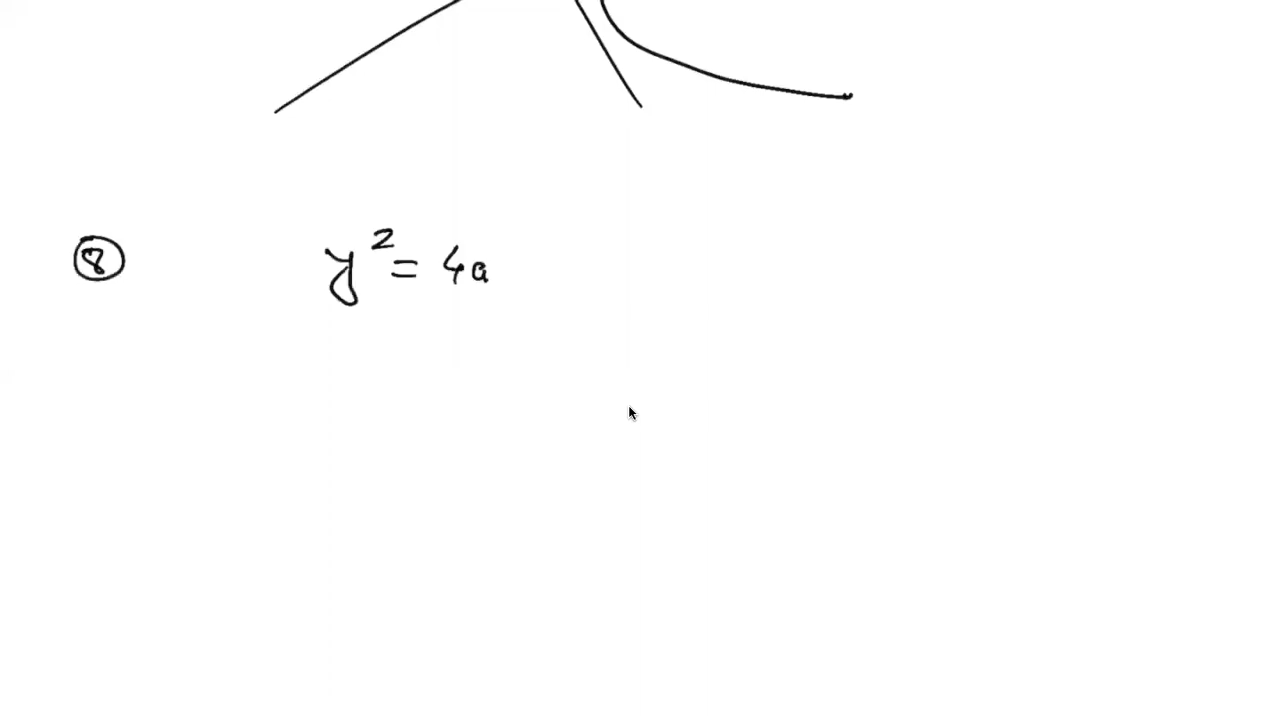 ⑧ y² = 4a